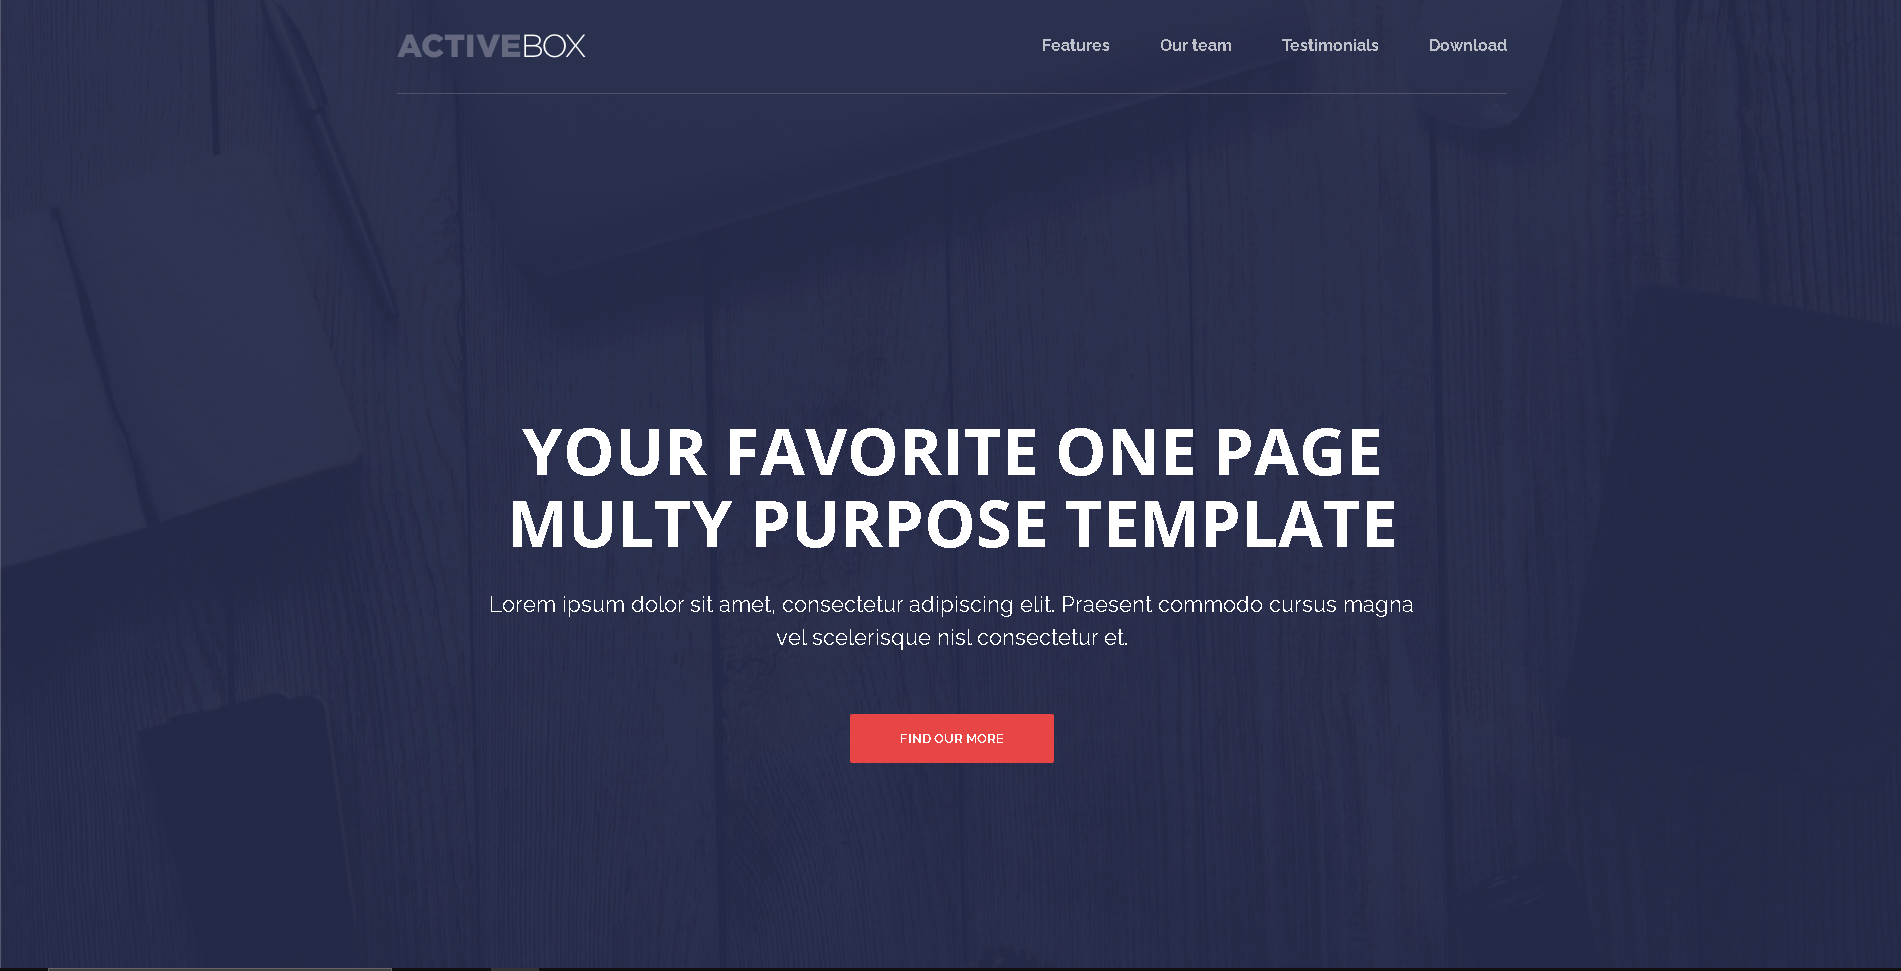 ACTIVEBOX
Features Our team Testimonials Download
YOUR FAVORITE ONE PAGE
MULTY PURPOSE TEMPLATE
Lorem ipsum dolor sit amet, consectetur adipiscing elit. Praesent commodo cursus magna
vel scelerisque nisl consectetur et.
FIND OUR MORE